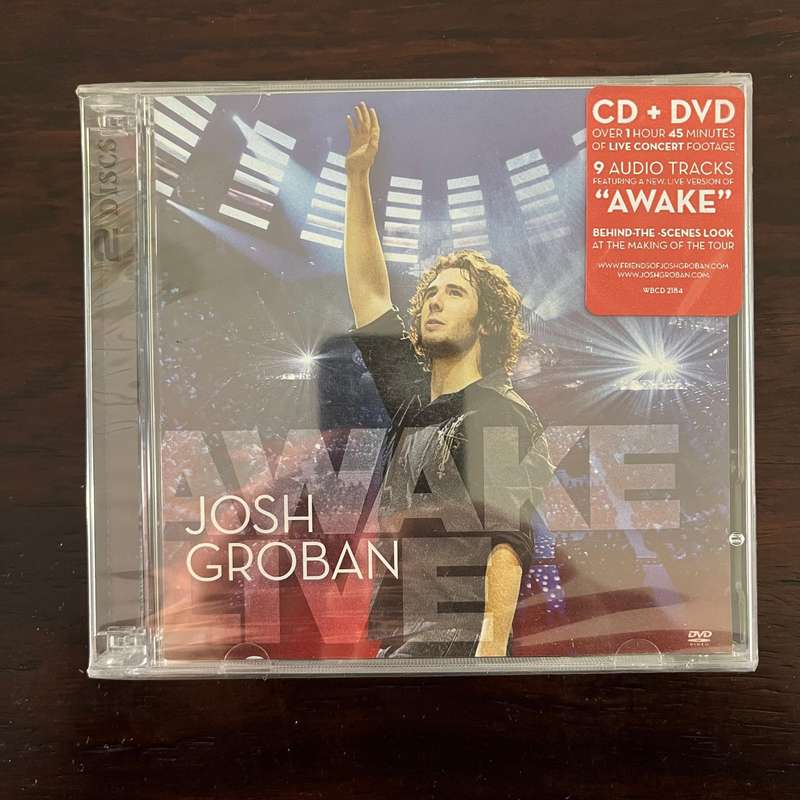 2 Discs
CD + DVD
OVER 1 HOUR 45 MINUTES
OF LIVE CONCERT FOOTAGE
9 AUDIO TRACKS
FEATURING A NEW, LIVE VERSION OF
“AWAKE”
BEHIND-THE -SCENES LOOK
AT THE MAKING OF THE TOUR
WWW.FRIENDSOFJOSHGROBAN.COM
WWW.JOSHGROBAN.COM
WBCD 2184
AWAKE
JOSH
GROBAN
LIVE
DVD
VIDEO